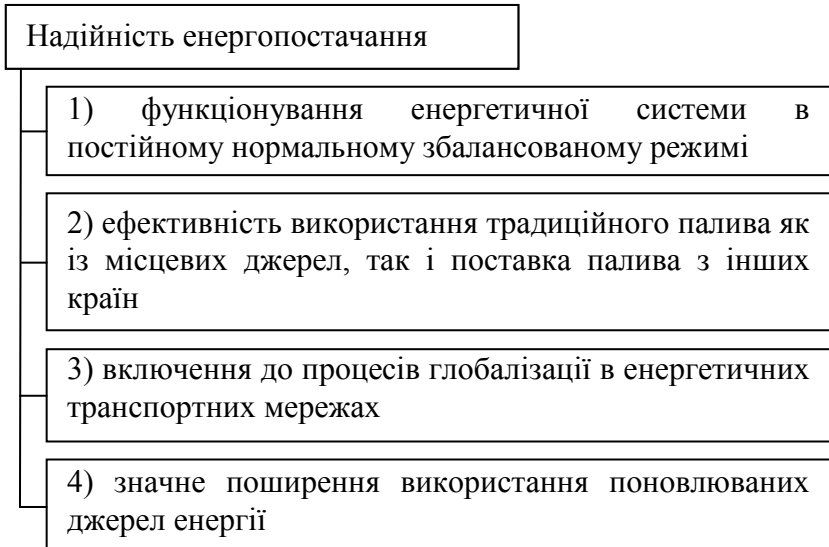 Надійність енергопостачання
1) функціонування енергетичної системи в
постійному нормальному збалансованому режимі
2) ефективність використання традиційного палива як
із місцевих джерел, так і поставка палива з інших
країн
3) включення до процесів глобалізації в енергетичних
транспортних мережах
4) значне поширення використання поновлюваних
джерел енергії